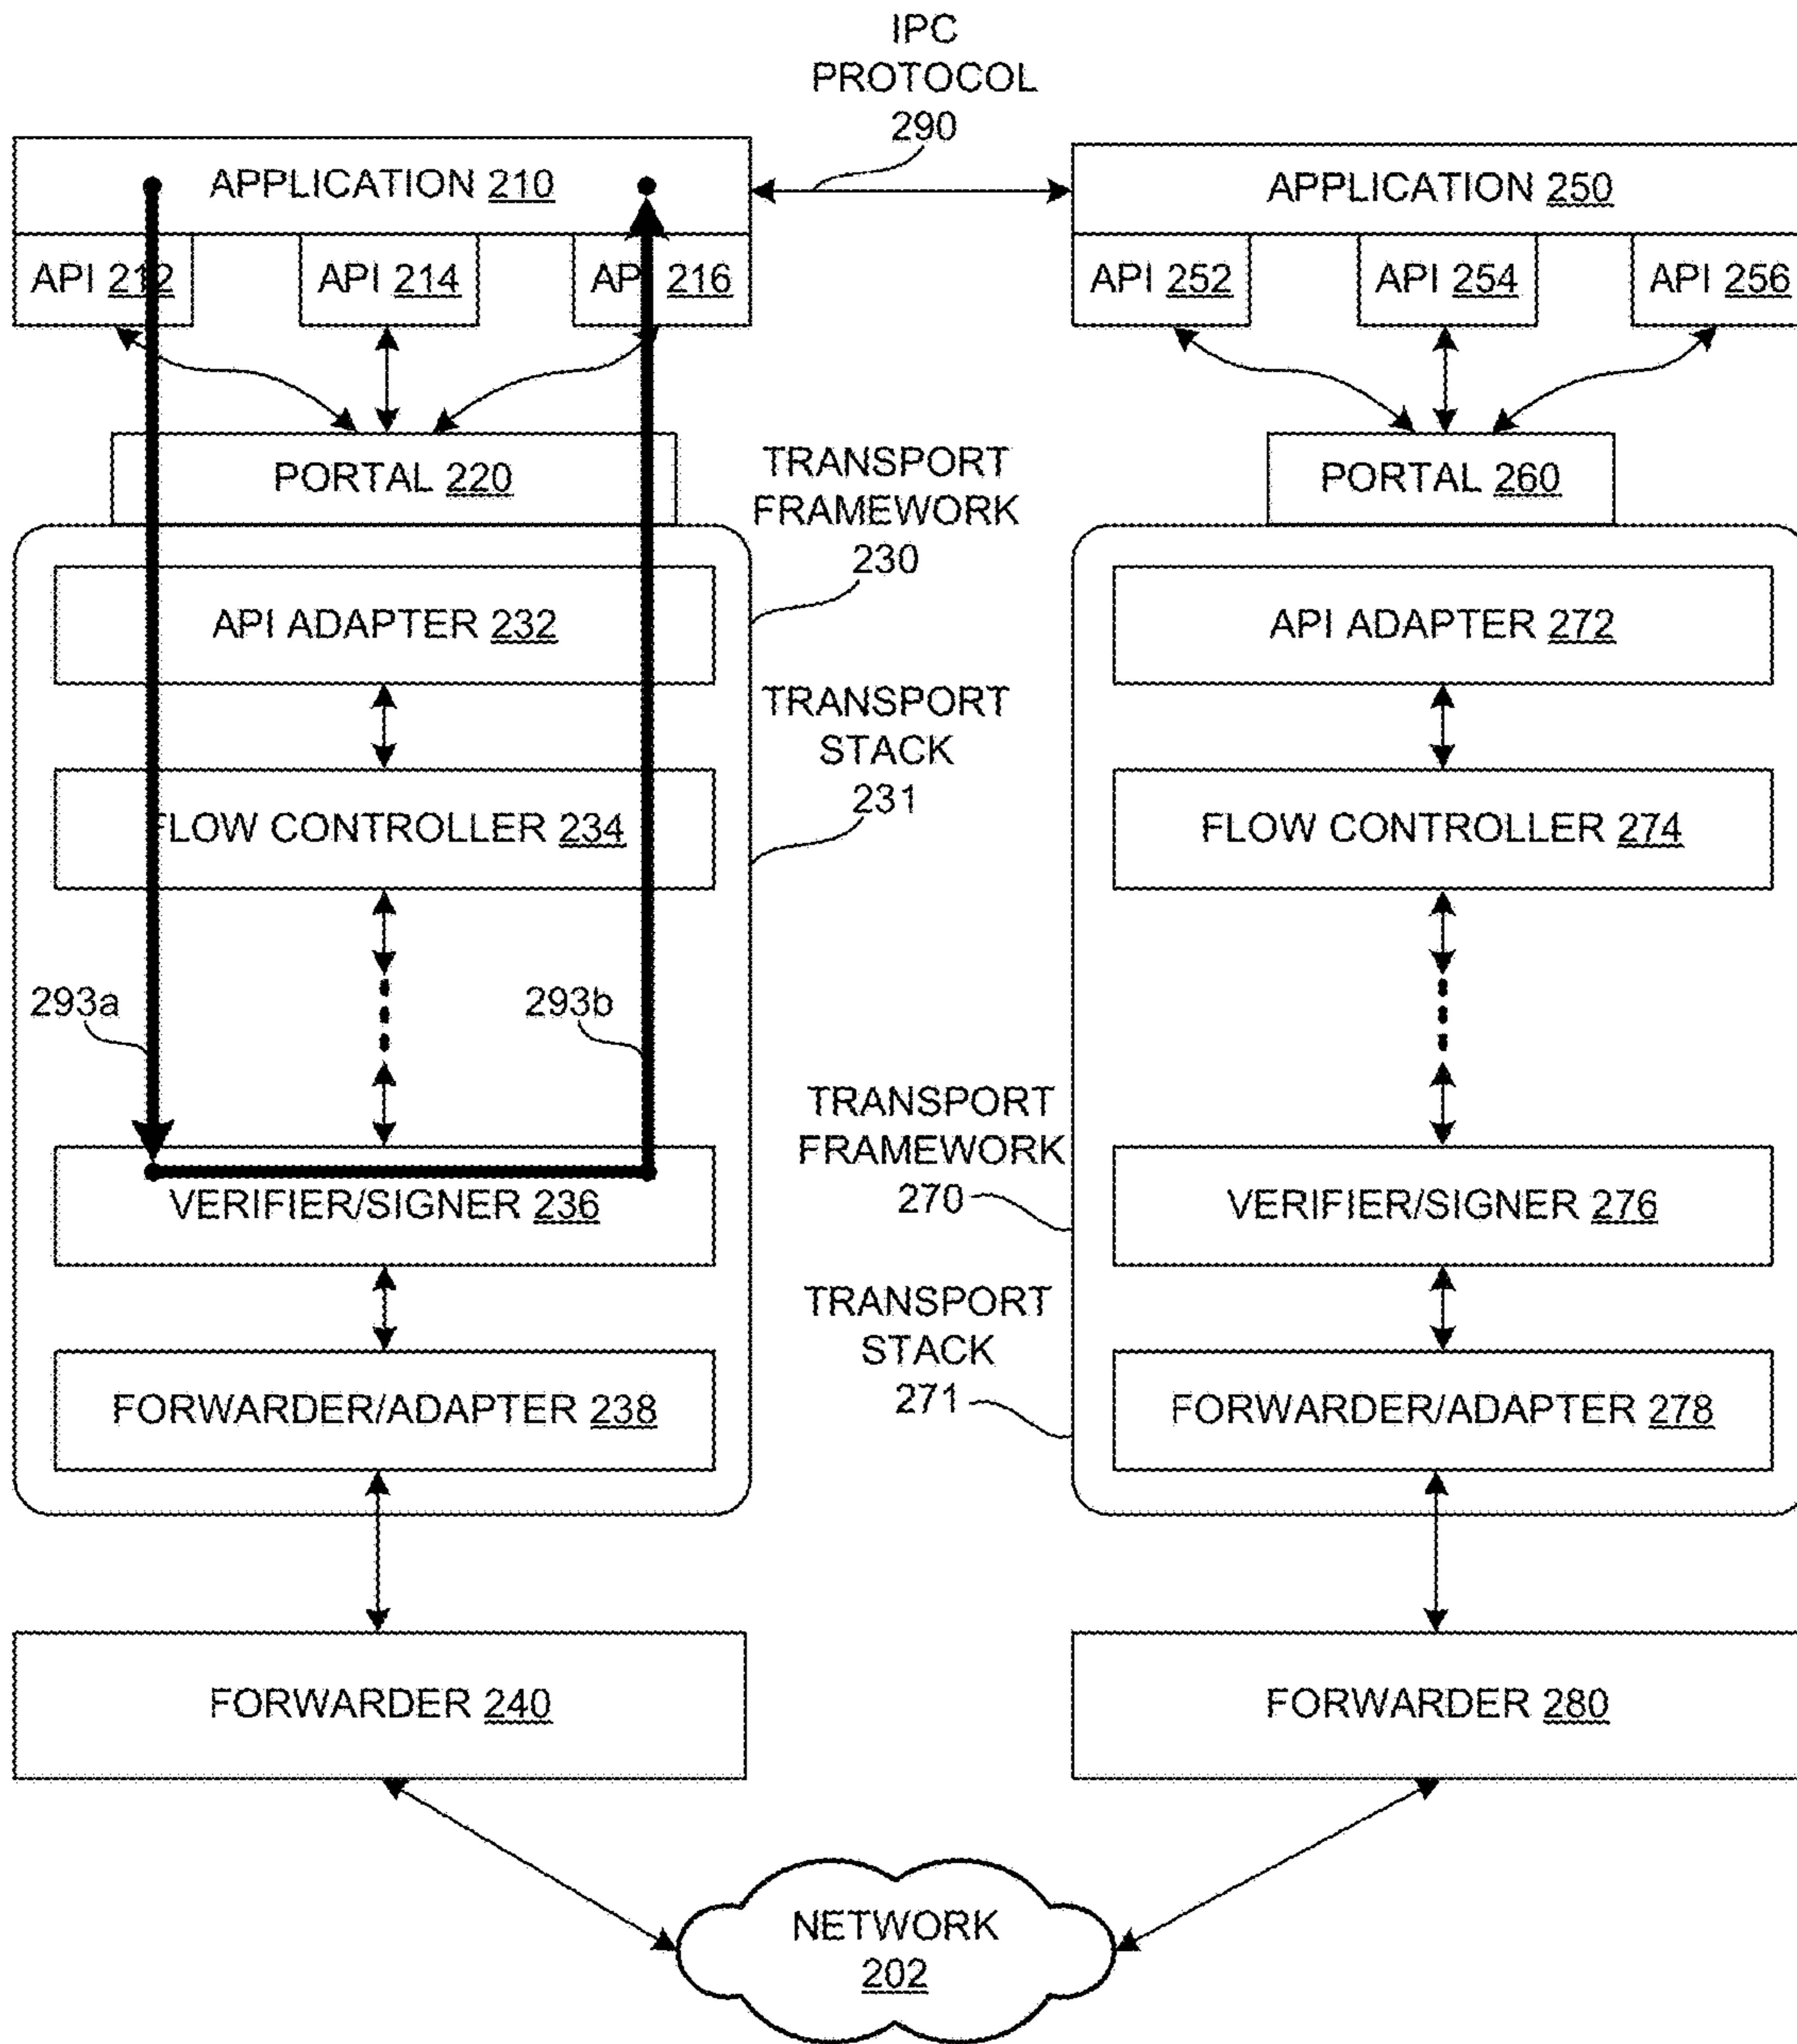 IPC
PROTOCOL
290
APPLICATION 210
APPLICATION 250
API 212
API 214
API 216
API 252
API 254
API 256
PORTAL 220
PORTAL 260
TRANSPORT
FRAMEWORK
230
API ADAPTER 232
API ADAPTER 272
TRANSPORT
STACK
231
FLOW CONTROLLER 234
FLOW CONTROLLER 274
293a
293b
TRANSPORT
FRAMEWORK
270
VERIFIER/SIGNER 236
VERIFIER/SIGNER 276
TRANSPORT
STACK
271
FORWARDER/ADAPTER 238
FORWARDER/ADAPTER 278
FORWARDER 240
FORWARDER 280
NETWORK
202